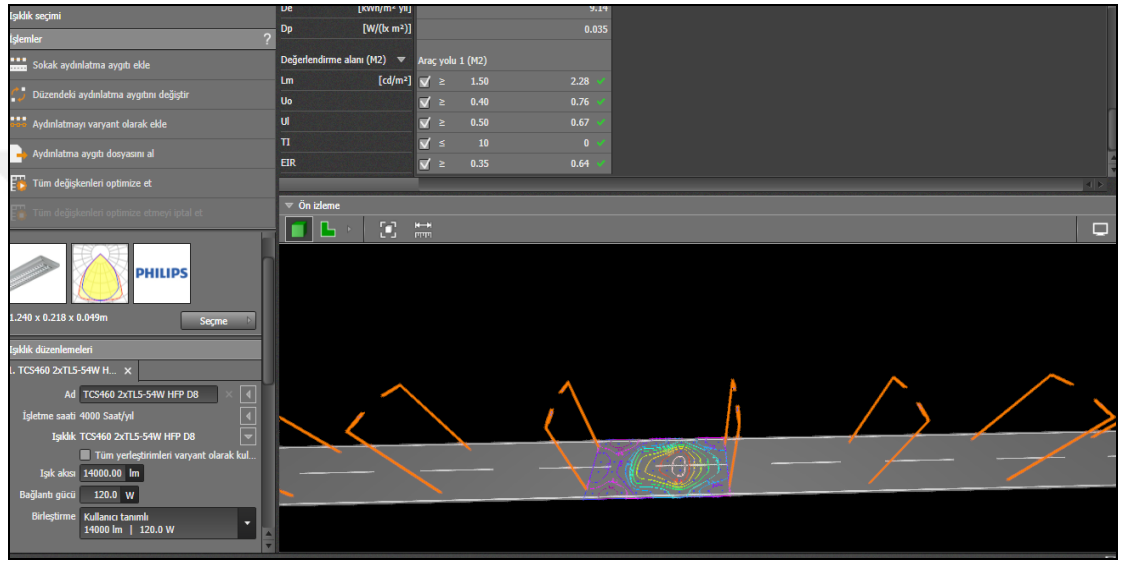 Işıklık seçimi
İşlemler ?
Sokak aydınlatma aygıtı ekle
Düzendeki aydınlatma aygıtını değiştir
Aydınlatmayı varyant olarak ekle
Aydınlatma aygıtı dosyasını al
Tüm değişkenleri optimize et
Tüm değişkenleri optimize etmeyi iptal et
PHILIPS
1.240 x 0.218 x 0.049m
Seçme
Işıklık düzenlemeleri
1. TCS460 2xTL5-54W H... ×
Ad TCS460 2xTL5-54W HFP D8
İşletme saati 4000 Saat/yıl
Işıklık TCS460 2xTL5-54W HFP D8
Tüm yerleştirimleri varyant olarak kul...
Işık akısı 14000.00 lm
Bağlantı gücü 120.0 W
Birleştirme Kullanıcı tanımlı
14000 lm | 120.0 W
De [kWh/m² yıl] 9.14
Dp [W/(lx m²)] 0.035
Değerlendirme alanı (M2) Araç yolu 1 (M2)
Lm [cd/m²] ≥ 1.50 2.28
Uo ≥ 0.40 0.76
Ul ≥ 0.50 0.67
TI ≤ 10 0
EIR ≥ 0.35 0.64
Ön izleme